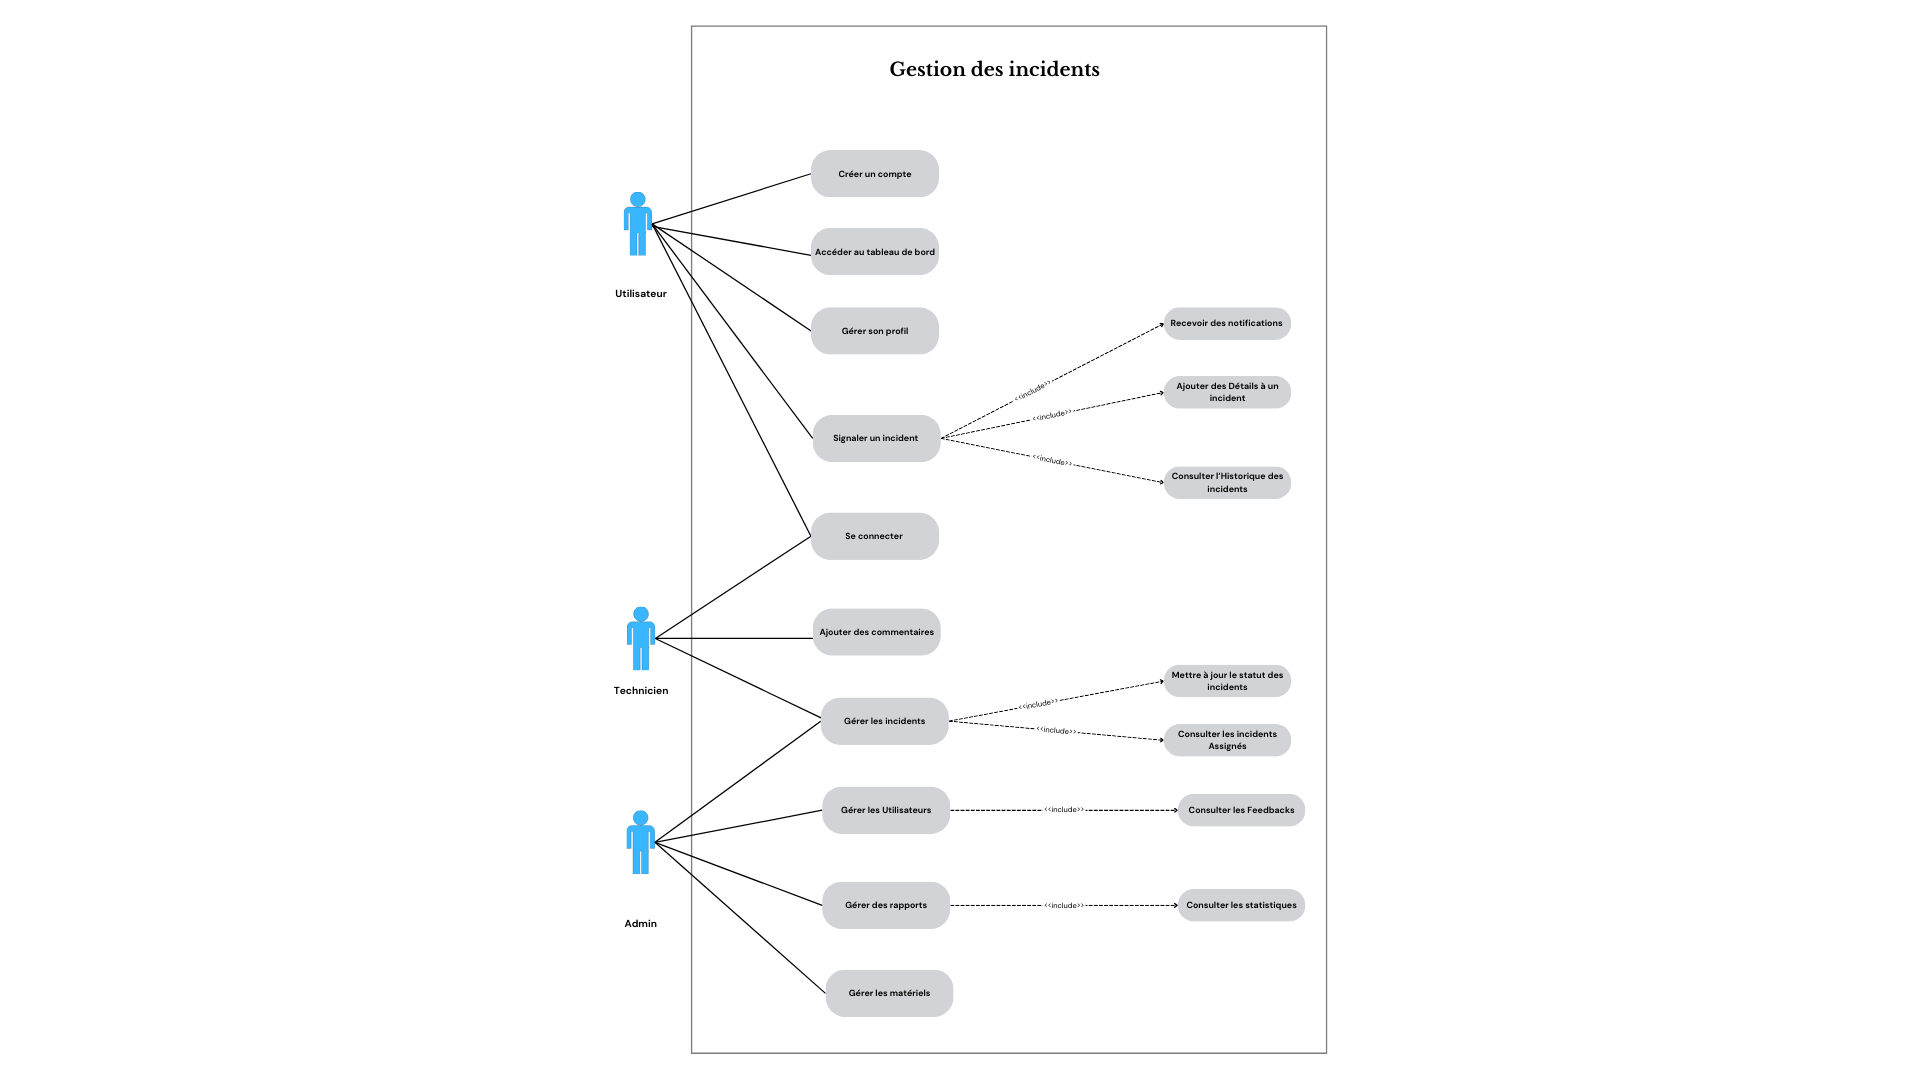 Gestion des incidents
Créer un compte
Accéder au tableau de bord
Utilisateur
Gérer son profil
Recevoir des notifications
<<include>>
Ajouter des Détails à un
incident
<<include>>
Signaler un incident
<<include>>
Consulter l'Historique des
incidents
Se connecter
Ajouter des commentaires
Technicien
Mettre à jour le statut des
incidents
<<include>>
Gérer les incidents
<<include>>
Consulter les incidents
Assignés
Gérer les Utilisateurs
<<include>>
Consulter les Feedbacks
Gérer des rapports
<<include>>
Consulter les statistiques
Admin
Gérer les matériels